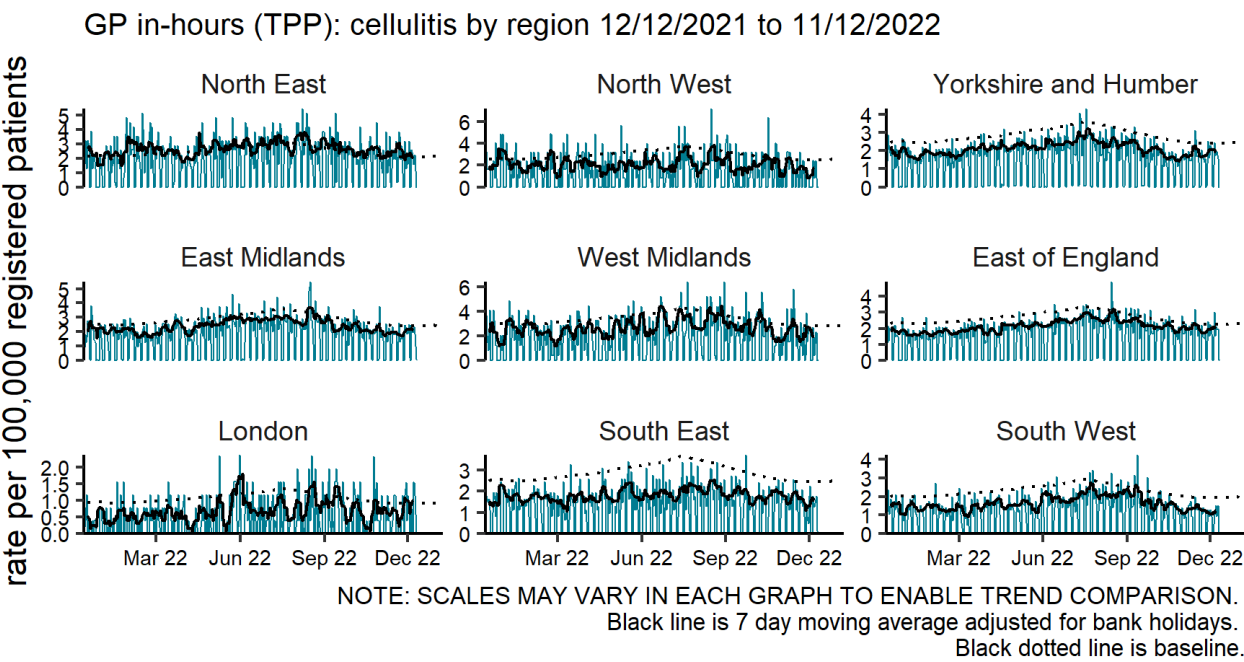 GP in-hours (TPP): cellulitis by region 12/12/2021 to 11/12/2022
rate per 100,000 registered patients
North East
5
4
3
2
1
0
North West
6
4
2
0
Yorkshire and Humber
4
3
2
1
0
East Midlands
5
4
3
2
1
0
West Midlands
6
4
2
0
East of England
4
3
2
1
0
London
2.0
1.5
1.0
0.5
0.0
South East
3
2
1
0
South West
4
3
2
1
0
Mar 22 Jun 22 Sep 22 Dec 22
Mar 22 Jun 22 Sep 22 Dec 22
Mar 22 Jun 22 Sep 22 Dec 22
NOTE: SCALES MAY VARY IN EACH GRAPH TO ENABLE TREND COMPARISON.
Black line is 7 day moving average adjusted for bank holidays.
Black dotted line is baseline.